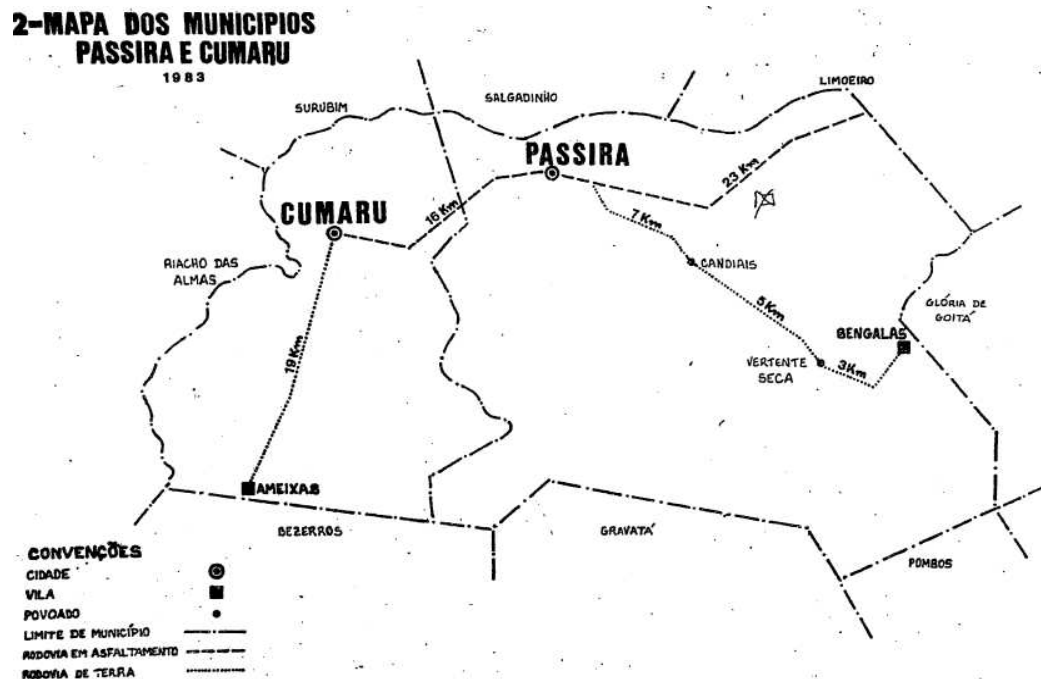 2-MAPA DOS MUNICIPIOS
PASSIRA E CUMARU
1983
LIMOEIRO
SALGADINHO
SURUBIM
PASSIRA
23 Km
16 Km
7 Km
CUMARU
CANDIAIS
RIACHO DAS
ALMAS
5 Km
GLÓRIA DE
GOITÁ
BENGALAS
19 Km
VERTENTE
SECA
3 Km
AMEIXAS
BEZERROS
GRAVATÁ
POMBOS
CONVENÇÕES
CIDADE
VILA
POVOADO
LIMITE DE MUNICÍPIO
RODOVIA EM ASFALTAMENTO
RODOVIA DE TERRA